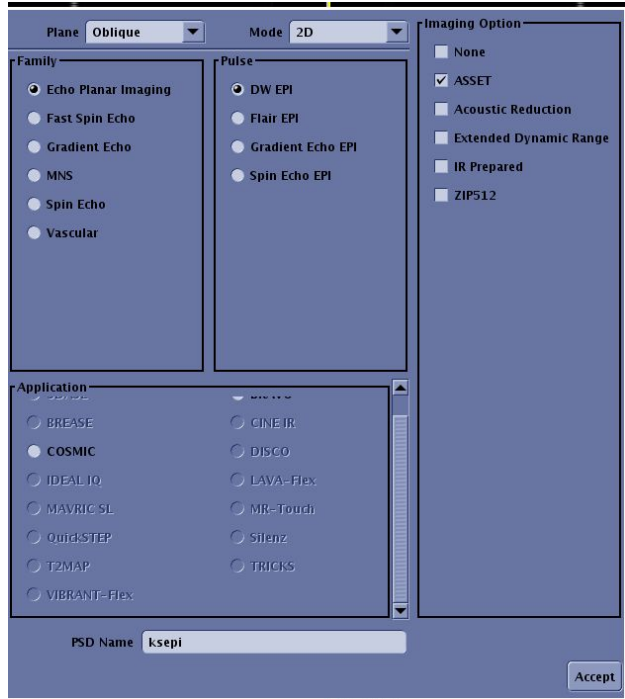 Plane Oblique
Mode 2D
Family
Echo Planar Imaging
Fast Spin Echo
Gradient Echo
MNS
Spin Echo
Vascular
Pulse
DW EPI
Flair EPI
Gradient Echo EPI
Spin Echo EPI
Imaging Option
None
ASSET
Acoustic Reduction
Extended Dynamic Range
IR Prepared
ZIP512
Application
BREASE
CINE IR
COSMIC
DISCO
IDEAL IQ
LAVA-Flex
MAVRIC SL
MR-Touch
QuickSTEP
Silenz
T2MAP
TRICKS
VIBRANT-Flex
PSD Name ksepi
Accept